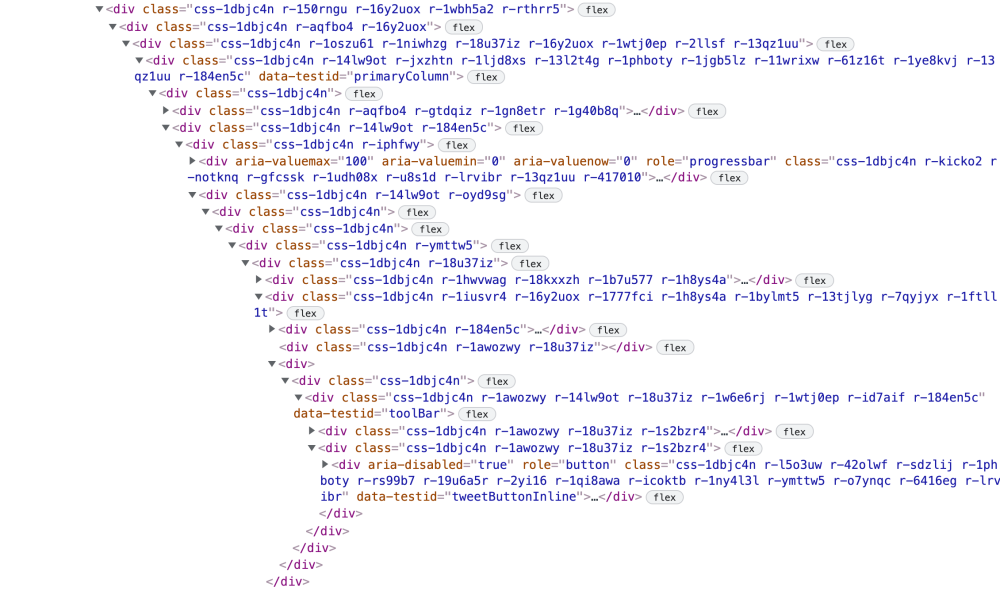 ▼<div class="css-1dbjc4n r-150rngu r-16y2uox r-1wbh5a2 r-rthrr5"> flex
▼<div class="css-1dbjc4n r-aqfbo4 r-16y2uox"> flex
▼<div class="css-1dbjc4n r-1oszu61 r-1niwhzg r-18u37iz r-16y2uox r-1wtj0ep r-2llsf r-13qz1uu"> flex
▼<div class="css-1dbjc4n r-14lw9ot r-jxzhtn r-1ljd8xs r-13l2t4g r-1phboty r-1jgb5lz r-11wrixw r-61z16t r-1ye8kvj r-13
qz1uu r-184en5c" data-testid="primaryColumn"> flex
▼<div class="css-1dbjc4n"> flex
▶<div class="css-1dbjc4n r-aqfbo4 r-gtdqiz r-1gn8etr r-1g40b8q">…</div> flex
▼<div class="css-1dbjc4n r-14lw9ot r-184en5c"> flex
▼<div class="css-1dbjc4n r-iphfwy"> flex
▶<div aria-valuemax="100" aria-valuemin="0" aria-valuenow="0" role="progressbar" class="css-1dbjc4n r-kicko2 r
-notknq r-gfcssk r-1udh08x r-u8s1d r-lrvibr r-13qz1uu r-417010">…</div> flex
▼<div class="css-1dbjc4n r-14lw9ot r-oyd9sg"> flex
▼<div class="css-1dbjc4n"> flex
▼<div class="css-1dbjc4n"> flex
▼<div class="css-1dbjc4n r-ymttw5"> flex
▼<div class="css-1dbjc4n r-18u37iz"> flex
▶<div class="css-1dbjc4n r-1hwvwag r-18kxxzh r-1b7u577 r-1h8ys4a">…</div> flex
▼<div class="css-1dbjc4n r-1iusvr4 r-16y2uox r-1777fci r-1h8ys4a r-1bylmt5 r-13tjlyg r-7qyjyx r-1ftll
1t"> flex
▶<div class="css-1dbjc4n r-184en5c">…</div> flex
<div class="css-1dbjc4n r-1awozwy r-18u37iz"></div> flex
▼<div>
▼<div class="css-1dbjc4n"> flex
▼<div class="css-1dbjc4n r-1awozwy r-14lw9ot r-18u37iz r-1w6e6rj r-1wtj0ep r-id7aif r-184en5c"
data-testid="toolBar"> flex
▶<div class="css-1dbjc4n r-1awozwy r-18u37iz r-1s2bzr4">…</div> flex
▼<div class="css-1dbjc4n r-1awozwy r-18u37iz r-1s2bzr4"> flex
▶<div aria-disabled="true" role="button" class="css-1dbjc4n r-l5o3uw r-42olwf r-sdzlij r-1ph
boty r-rs99b7 r-19u6a5r r-2yi16 r-1qi8awa r-icoktb r-1ny4l3l r-ymttw5 r-o7ynqc r-6416eg r-lrv
ibr" data-testid="tweetButtonInline">…</div> flex
</div>
</div>
</div>
</div>
</div>